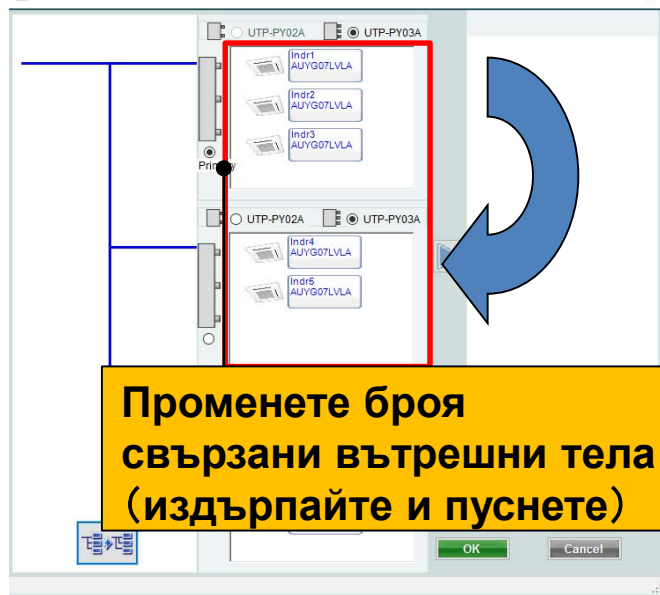 UTP-PY02A UTP-PY03A
Indr1
AUYG07LVLA
Indr2
AUYG07LVLA
Indr3
AUYG07LVLA
UTP-PY02A UTP-PY03A
Indr4
AUYG07LVLA
Indr5
AUYG07LVLA
Променете броя
свързани вътрешни тела
（издърпайте и пуснете）
OK Cancel